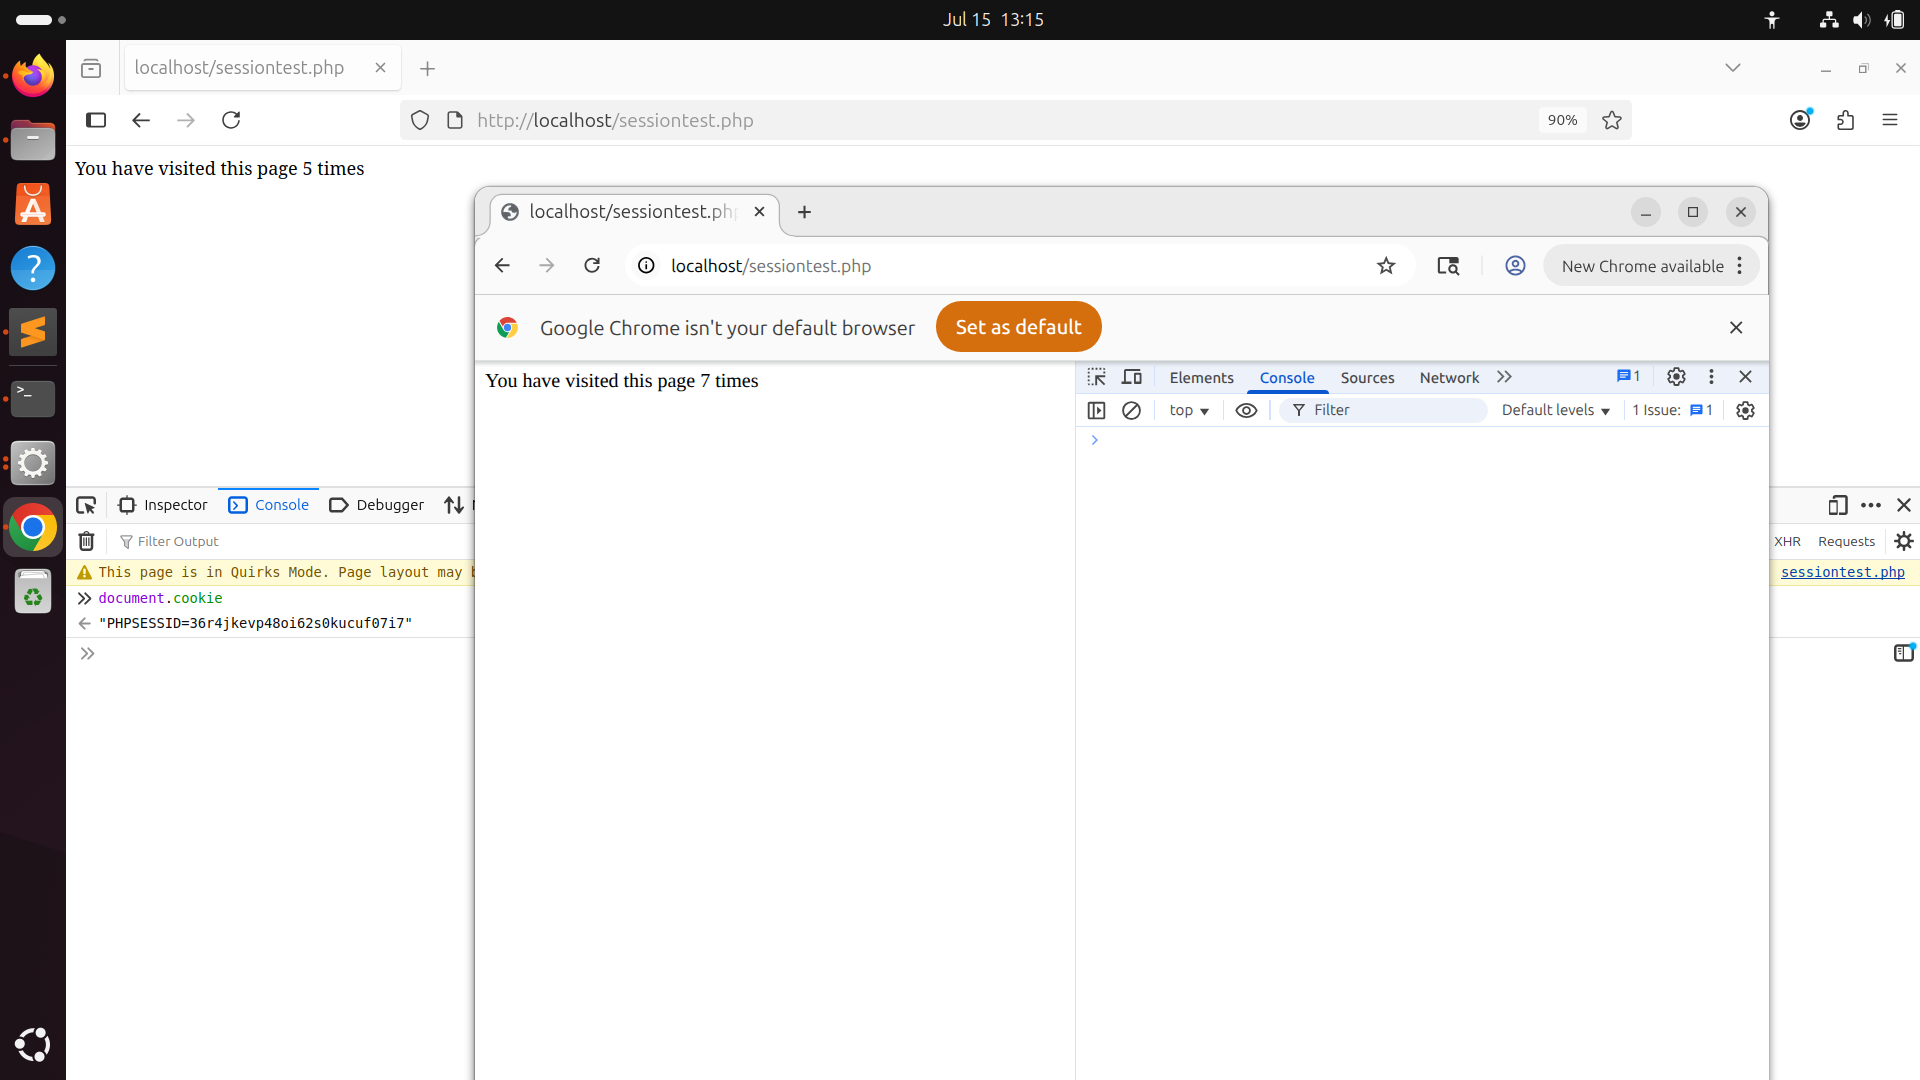 Jul 15 13:15
localhost/sessiontest.php
http://localhost/sessiontest.php
90%
You have visited this page 5 times
localhost/sessiontest.ph
localhost/sessiontest.php
New Chrome available
Google Chrome isn't your default browser
Set as default
You have visited this page 7 times
Elements
Console
Sources
Network
1
top
Filter
Default levels
1 Issue:
1
Inspector
Console
Debugger
Filter Output
XHR
Requests
This page is in Quirks Mode. Page layout may
sessiontest.php
document.cookie
"PHPSESSID=36r4jkevp48oi62s0kucuf07i7"